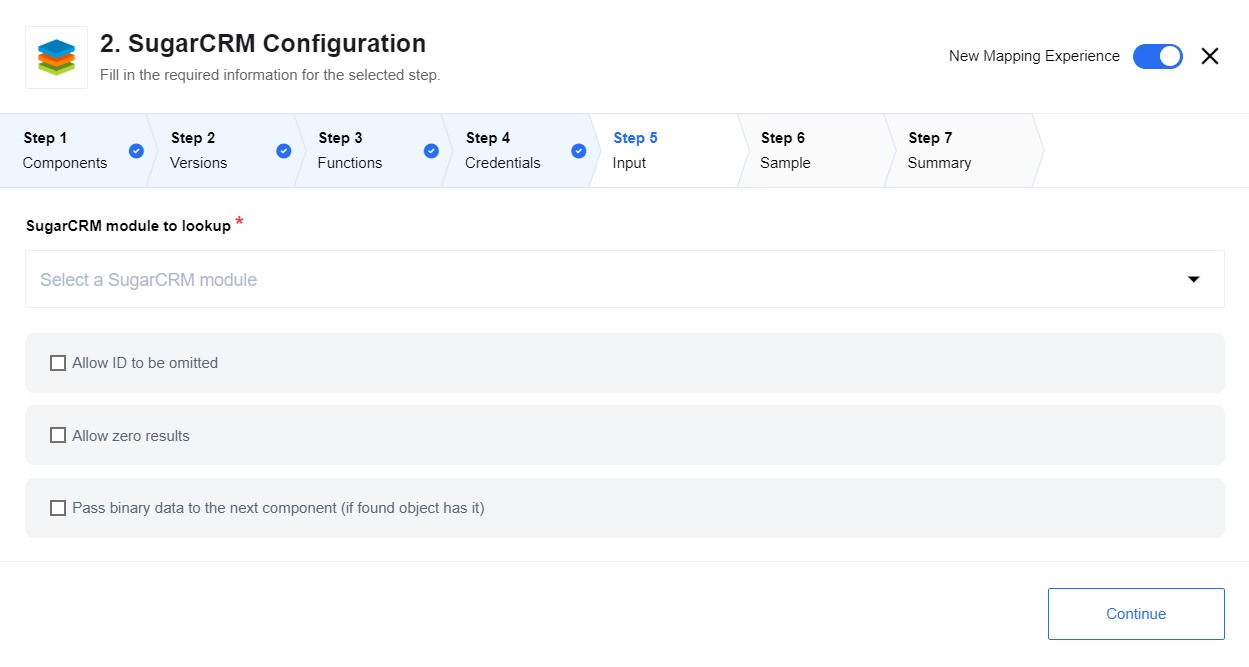 2. SugarCRM Configuration
Fill in the required information for the selected step.
New Mapping Experience
Step 1
Components
Step 2
Versions
Step 3
Functions
Step 4
Credentials
Step 5
Input
Step 6
Sample
Step 7
Summary
SugarCRM module to lookup *
Select a SugarCRM module
Allow ID to be omitted
Allow zero results
Pass binary data to the next component (if found object has it)
Continue